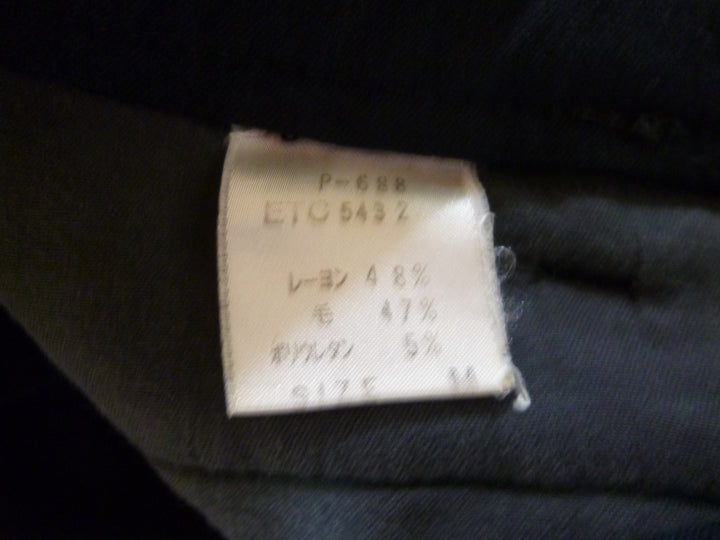 P-688
ETC 5432
レーヨン 48%
毛 47%
ポリウレタン 5%
SIZE